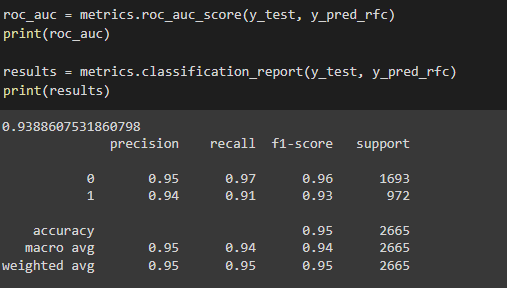 roc_auc = metrics.roc_auc_score(y_test, y_pred_rfc)
print(roc_auc)
results = metrics.classification_report(y_test, y_pred_rfc)
print(results)
0.9388607531860798
precision recall f1-score support
0 0.95 0.97 0.96 1693
1 0.94 0.91 0.93 972
accuracy 0.95 2665
macro avg 0.95 0.94 0.94 2665
weighted avg 0.95 0.95 0.95 2665